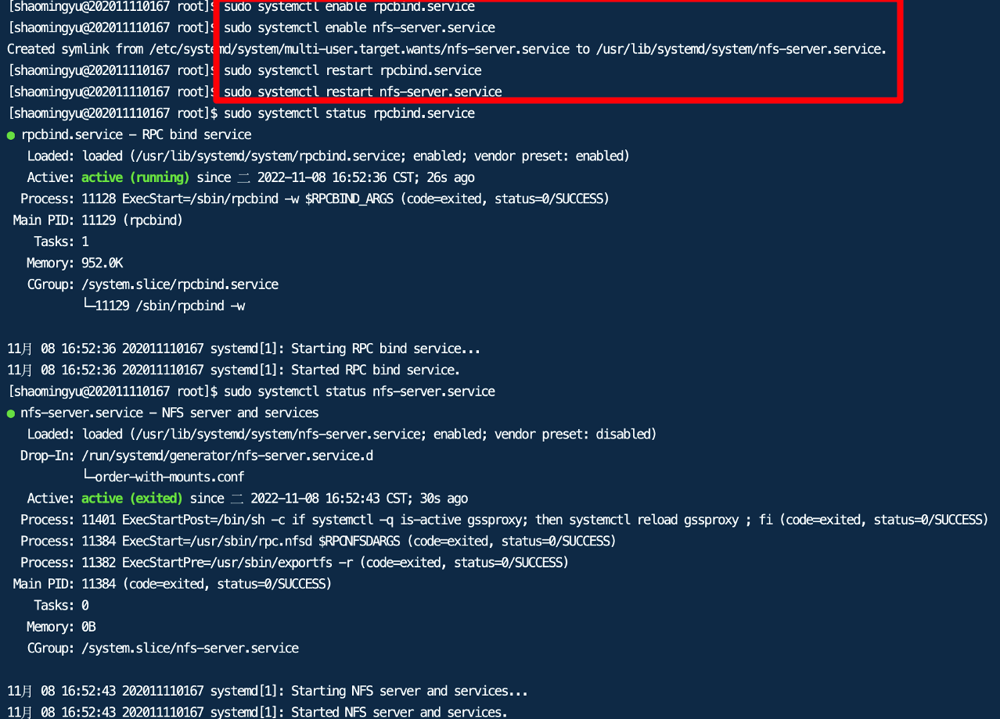 [shaomingyu@202011110167 root]$ sudo systemctl enable rpcbind.service
[shaomingyu@202011110167 root]$ sudo systemctl enable nfs-server.service
Created symlink from /etc/systemd/system/multi-user.target.wants/nfs-server.service to /usr/lib/systemd/system/nfs-server.service.
[shaomingyu@202011110167 root]$ sudo systemctl restart rpcbind.service
[shaomingyu@202011110167 root]$ sudo systemctl restart nfs-server.service
[shaomingyu@202011110167 root]$ sudo systemctl status rpcbind.service
● rpcbind.service - RPC bind service
Loaded: loaded (/usr/lib/systemd/system/rpcbind.service; enabled; vendor preset: enabled)
Active: active (running) since 二 2022-11-08 16:52:36 CST; 26s ago
Process: 11128 ExecStart=/sbin/rpcbind -w $RPCBIND_ARGS (code=exited, status=0/SUCCESS)
Main PID: 11129 (rpcbind)
Tasks: 1
Memory: 952.0K
CGroup: /system.slice/rpcbind.service
└─11129 /sbin/rpcbind -w
11月 08 16:52:36 202011110167 systemd[1]: Starting RPC bind service...
11月 08 16:52:36 202011110167 systemd[1]: Started RPC bind service.
[shaomingyu@202011110167 root]$ sudo systemctl status nfs-server.service
● nfs-server.service - NFS server and services
Loaded: loaded (/usr/lib/systemd/system/nfs-server.service; enabled; vendor preset: disabled)
Drop-In: /run/systemd/generator/nfs-server.service.d
└─order-with-mounts.conf
Active: active (exited) since 二 2022-11-08 16:52:43 CST; 30s ago
Process: 11401 ExecStartPost=/bin/sh -c if systemctl -q is-active gssproxy; then systemctl reload gssproxy ; fi (code=exited, status=0/SUCCESS)
Process: 11384 ExecStart=/usr/sbin/rpc.nfsd $RPCNFSDARGS (code=exited, status=0/SUCCESS)
Process: 11382 ExecStartPre=/usr/sbin/exportfs -r (code=exited, status=0/SUCCESS)
Main PID: 11384 (code=exited, status=0/SUCCESS)
Tasks: 0
Memory: 0B
CGroup: /system.slice/nfs-server.service
11月 08 16:52:43 202011110167 systemd[1]: Starting NFS server and services...
11月 08 16:52:43 202011110167 systemd[1]: Started NFS server and services.